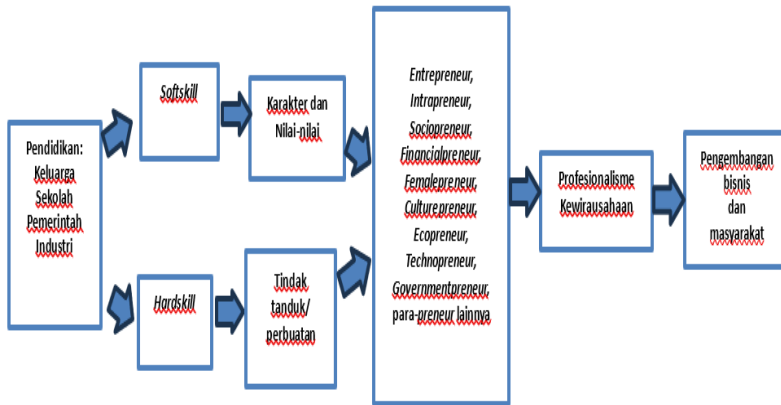 Pendidikan:
Keluarga
Sekolah
Pemerintah
Industri
Softskill
Karakter dan
Nilai-nilai
Hardskill
Tindak
tanduk/
perbuatan
Entrepreneur,
Intrapreneur,
Sociopreneur,
Financialpreneur,
Femalepreneur,
Culturepreneur,
Ecopreneur,
Technopreneur,
Governmentpreneur,
para-preneur lainnya
Profesionalisme
Kewirausahaan
Pengembangan
bisnis
dan
masyarakat